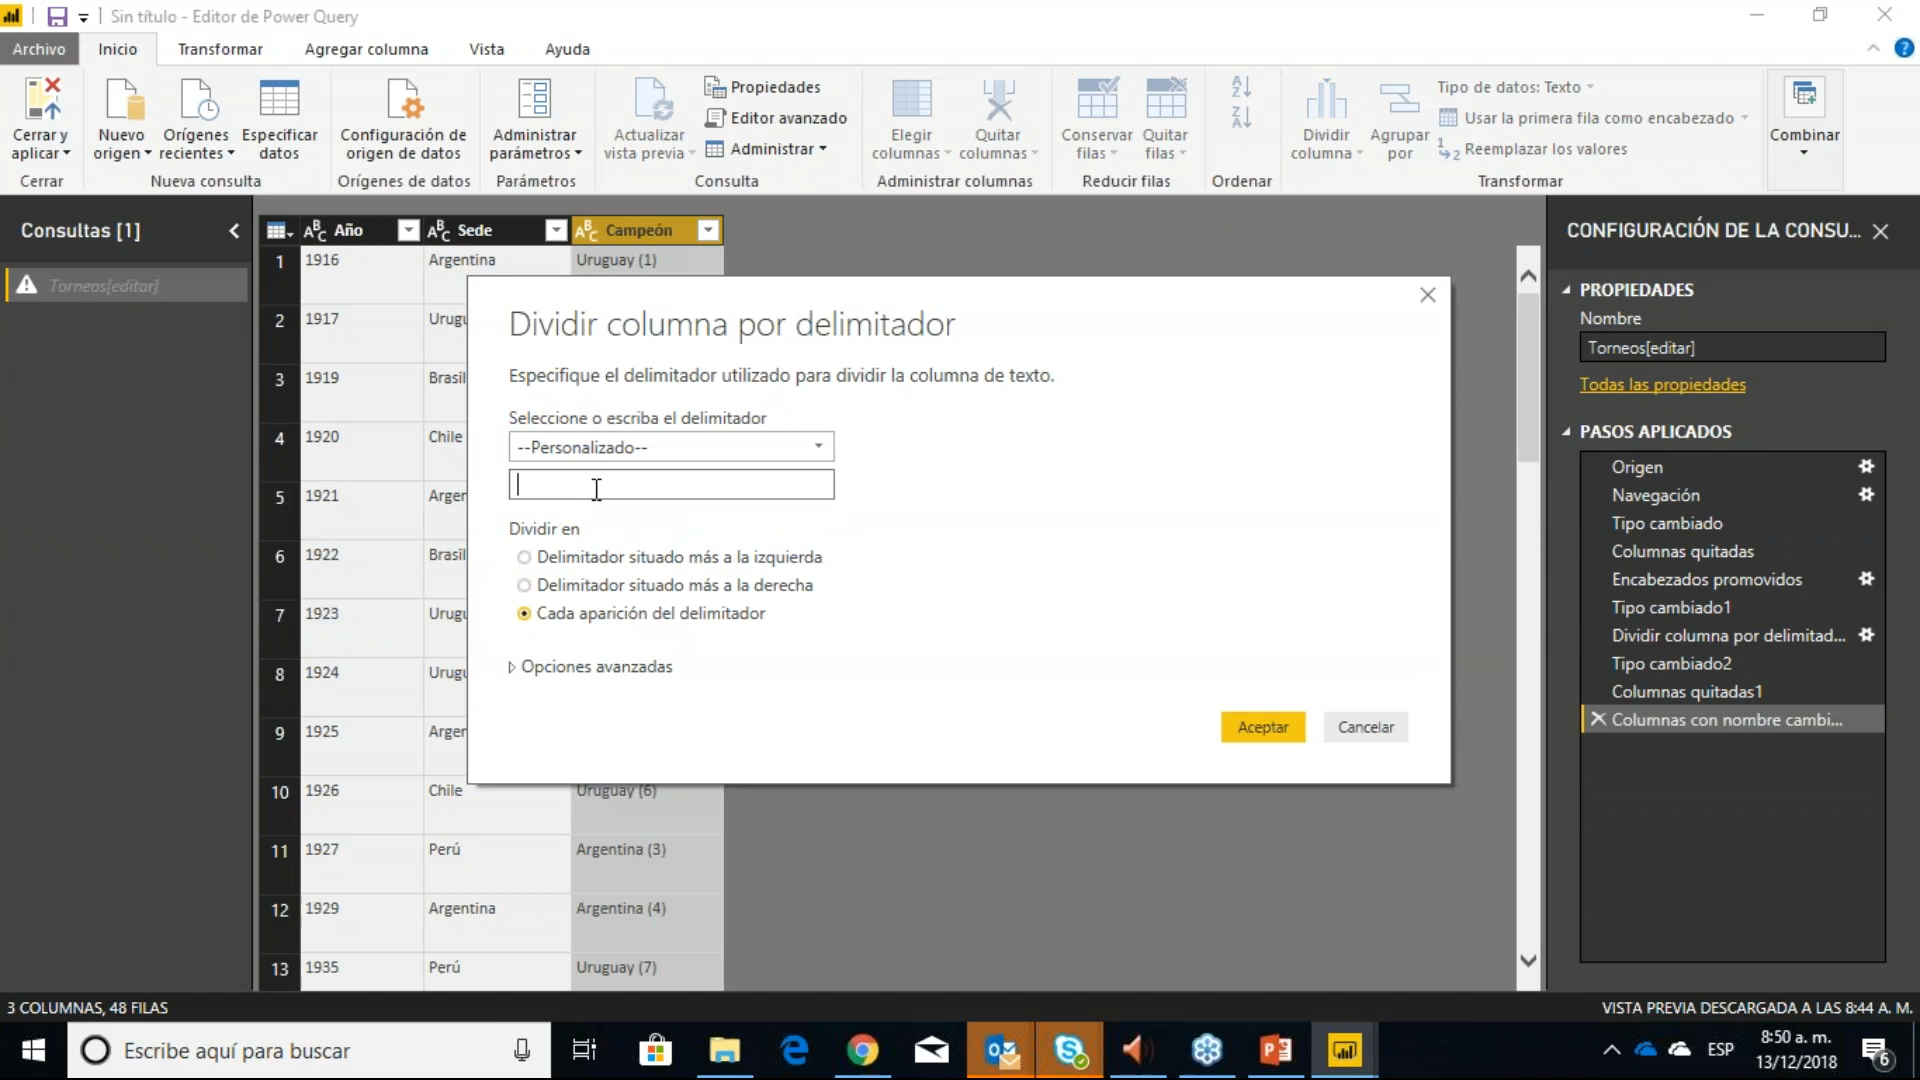 Sin título - Editor de Power Query
Archivo Inicio Transformar Agregar columna Vista Ayuda
Cerrar y aplicar
Cerrar
Nuevo origen
Orígenes recientes
Especificar datos
Nueva consulta
Configuración de origen de datos
Orígenes de datos
Administrar parámetros
Parámetros
Actualizar vista previa
Propiedades
Editor avanzado
Administrar
Consulta
Elegir columnas
Quitar columnas
Administrar columnas
Conservar filas
Quitar filas
Reducir filas
Ordenar
Dividir columna
Agrupar por
Tipo de datos: Texto
Usar la primera fila como encabezado
Reemplazar los valores
Transformar
Combinar
Consultas [1]
Torneos[editar]
Año Sede Campeón
1 1916 Argentina Uruguay (1)
2 1917
3 1919 Brasil
4 1920 Chile
5 1921
6 1922 Brasil
7 1923
8 1924
9 1925
10 1926 Chile Uruguay (6)
11 1927 Perú Argentina (3)
12 1929 Argentina Argentina (4)
13 1935 Perú Uruguay (7)
Dividir columna por delimitador
Especifique el delimitador utilizado para dividir la columna de texto.
Seleccione o escriba el delimitador
--Personalizado--
Dividir en
Delimitador situado más a la izquierda
Delimitador situado más a la derecha
Cada aparición del delimitador
Opciones avanzadas
Aceptar Cancelar
CONFIGURACIÓN DE LA CONSU...
PROPIEDADES
Nombre
Torneos[editar]
Todas las propiedades
PASOS APLICADOS
Origen
Navegación
Tipo cambiado
Columnas quitadas
Encabezados promovidos
Tipo cambiado1
Dividir columna por delimitad...
Tipo cambiado2
Columnas quitadas1
Columnas con nombre cambi...
3 COLUMNAS, 48 FILAS
VISTA PREVIA DESCARGADA A LAS 8:44 A. M.
Escribe aquí para buscar
ESP
8:50 a. m.
13/12/2018
6